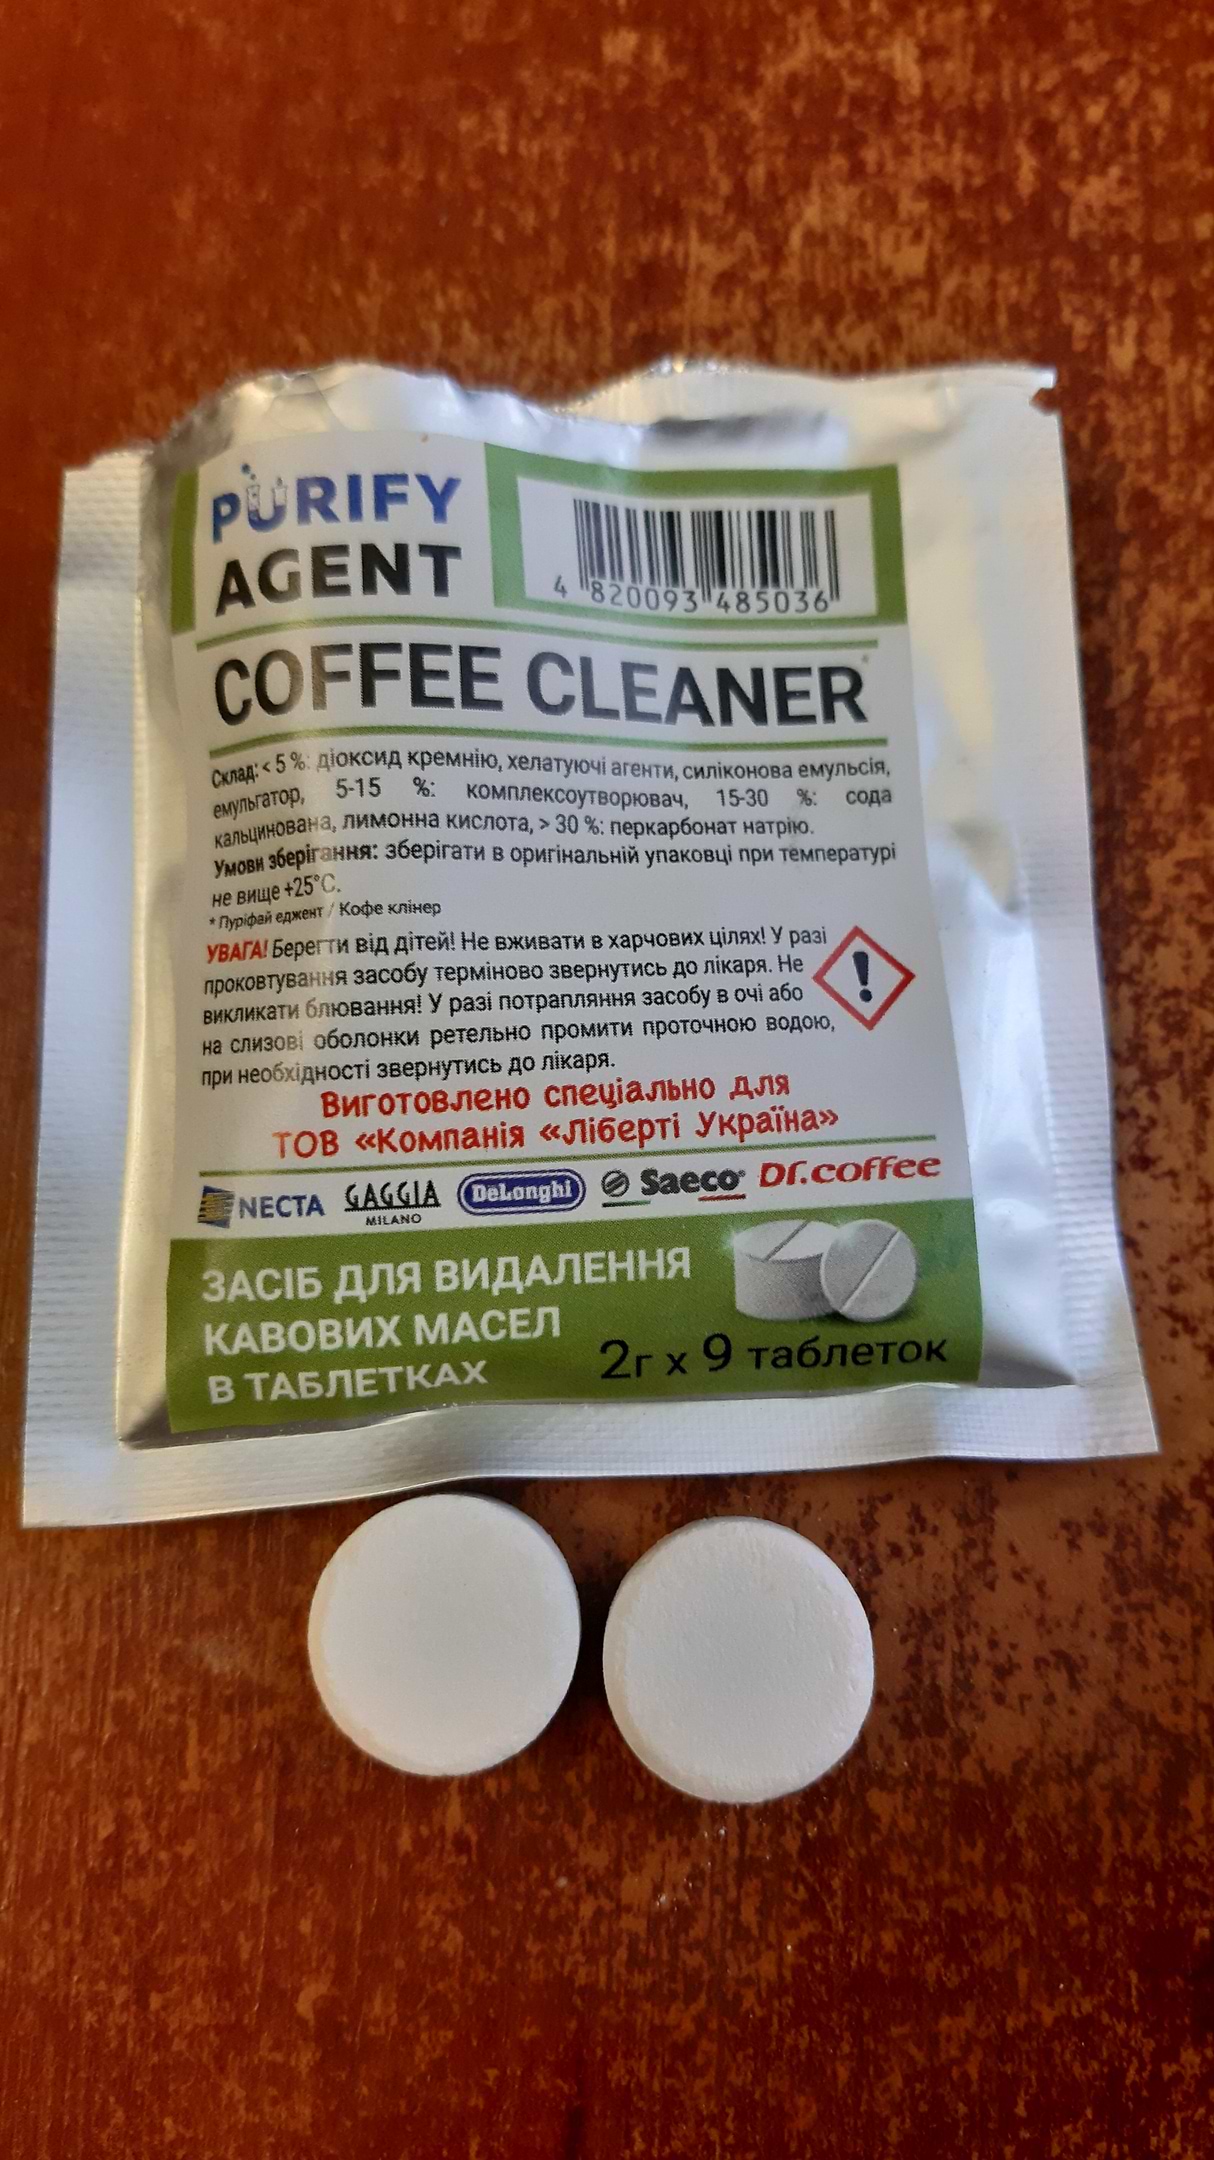 PURIFY
AGENT
4 820093 485036
COFFEE CLEANER*
Склад: < 5 %: діоксид кремнію, хелатуючі агенти, силіконова емульсія,
емульгатор, 5-15 %: комплексоутворювач, 15-30 %: сода
кальцинована, лимонна кислота, > 30 %: перкарбонат натрію.
Умови зберігання: зберігати в оригінальній упаковці при температурі
не вище +25°C.
* Пуріфай еджент / Кофе клінер
УВАГА! Берегти від дітей! Не вживати в харчових цілях! У разі
проковтування засобу терміново звернутись до лікаря. Не
викликати блювання! У разі потрапляння засобу в очі або
на слизові оболонки ретельно промити проточною водою,
при необхідності звернутись до лікаря.
Виготовлено спеціально для
ТОВ «Компанія «Ліберті Україна»
NECTA GAGGIA MILANO DeLonghi Saeco Dr.coffee
ЗАСІБ ДЛЯ ВИДАЛЕННЯ
КАВОВИХ МАСЕЛ
В ТАБЛЕТКАХ
2г х 9 таблеток